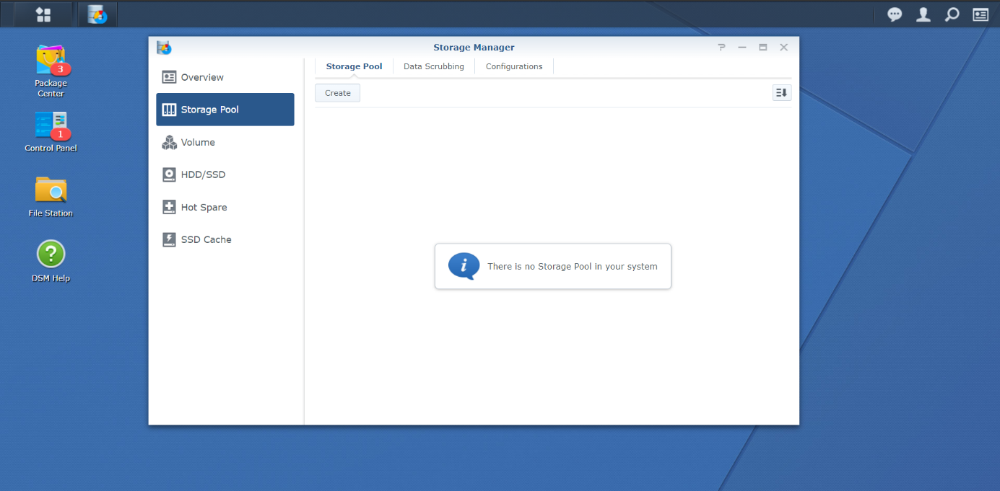 Storage Manager
3
Package
Center
1
Control Panel
File Station
?
DSM Help
Overview
Storage Pool
Volume
HDD/SSD
Hot Spare
SSD Cache
?
Storage Pool
Data Scrubbing
Configurations
Create
i
There is no Storage Pool in your system